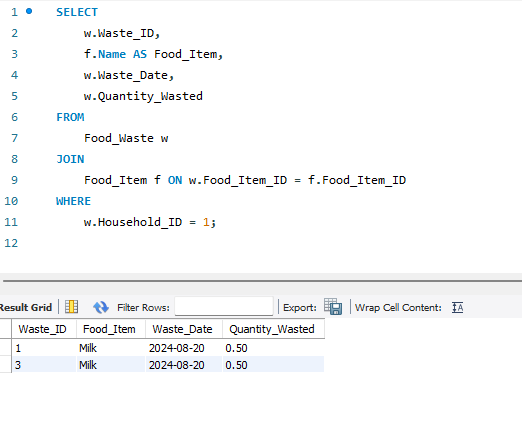 1 SELECT
2 w.Waste_ID,
3 f.Name AS Food_Item,
4 w.Waste_Date,
5 w.Quantity_Wasted
6 FROM
7 Food_Waste w
8 JOIN
9 Food_Item f ON w.Food_Item_ID = f.Food_Item_ID
10 WHERE
11 w.Household_ID = 1;
12
Result Grid Filter Rows: Export: Wrap Cell Content: IA
Waste_ID Food_Item Waste_Date Quantity_Wasted
1 Milk 2024-08-20 0.50
3 Milk 2024-08-20 0.50